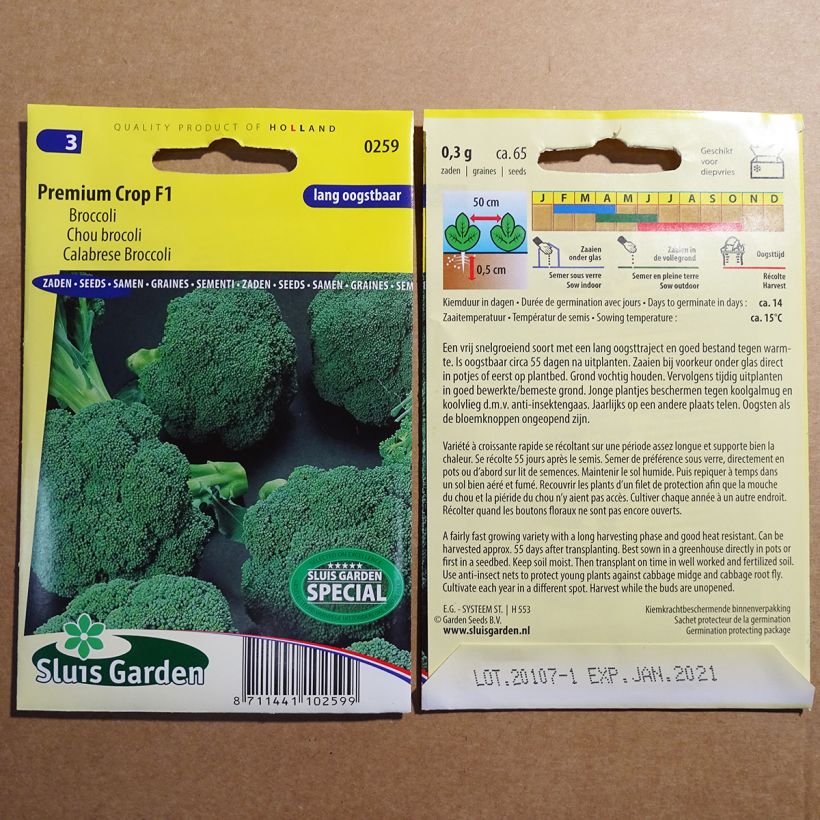 3
QUALITY PRODUCT OF HOLLAND
0259
Premium Crop F1
lang oogstbaar
Broccoli
Chou brocoli
Calabrese Broccoli
ZADEN • SEEDS • SAMEN • GRAINES • SEMENTI • ZADEN • SEEDS • SAMEN • GRAINES • SEM
SLUIS GARDEN
SPECIAL
Sluis Garden
8 711441 102599
0,3 g ca. 65
zaden | graines | seeds
Geschikt
voor
diepvries
50 cm
0,5 cm
J F M A M J J A S O N D
Zaaien
onder glas
Semer sous verre
Sow indoor
Zaaien in
de vollegrond
Semer en pleine terre
Sow outdoor
Oogsttijd
Récolte
Harvest
Kiemduur in dagen • Durée de germination avec jours • Days to germinate in days : ca. 14
Zaaitemperatuur • Températur de semis • Sowing temperature : ca. 15°C
Een vrij snelgroeiend soort met een lang oogsttraject en goed bestand tegen warm-
te. Is oogstbaar circa 55 dagen na uitplanten. Zaaien bij voorkeur onder glas direct
in potjes of eerst op plantbed. Grond vochtig houden. Vervolgens tijdig uitplanten
in goed bewerkte/bemeste grond. Jonge plantjes beschermen tegen koolgalmug en
koolvlieg d.m.v. anti-insektengaas. Jaarlijks op een andere plaats telen. Oogsten als
de bloemknoppen ongeopend zijn.
Variété à croissante rapide se récoltant sur une période assez longue et supporte bien la
chaleur. Se récolte 55 jours après le semis. Semer de préférence sous verre, directement en
pots ou d'abord sur lit de semences. Maintenir le sol humide. Puis repiquer à temps dans
un sol bien aéré et fumé. Recouvrir les plants d'un filet de protection afin que la mouche
du chou et la piéride du chou n'y aient pas accès. Cultiver chaque année à un autre endroit.
Récolter quand les boutons floraux ne sont pas encore ouverts.
A fairly fast growing variety with a long harvesting phase and good heat resistant. Can be
harvested approx. 55 days after transplanting. Best sown in a greenhouse directly in pots or
first in a seedbed. Keep soil moist. Then transplant on time in well worked and fertilized soil.
Use anti-insect nets to protect young plants against cabbage midge and cabbage root fly.
Cultivate each year in a different spot. Harvest while the buds are unopened.
E.G. - SYSTEEM ST. | H 553
© Garden Seeds B.V.
www.sluisgarden.nl
Kiemkrachtbeschermende binnenverpakking
Sachet protecteur de la germination
Germination protecting package
LOT.20107-1 EXP.JAN.2021